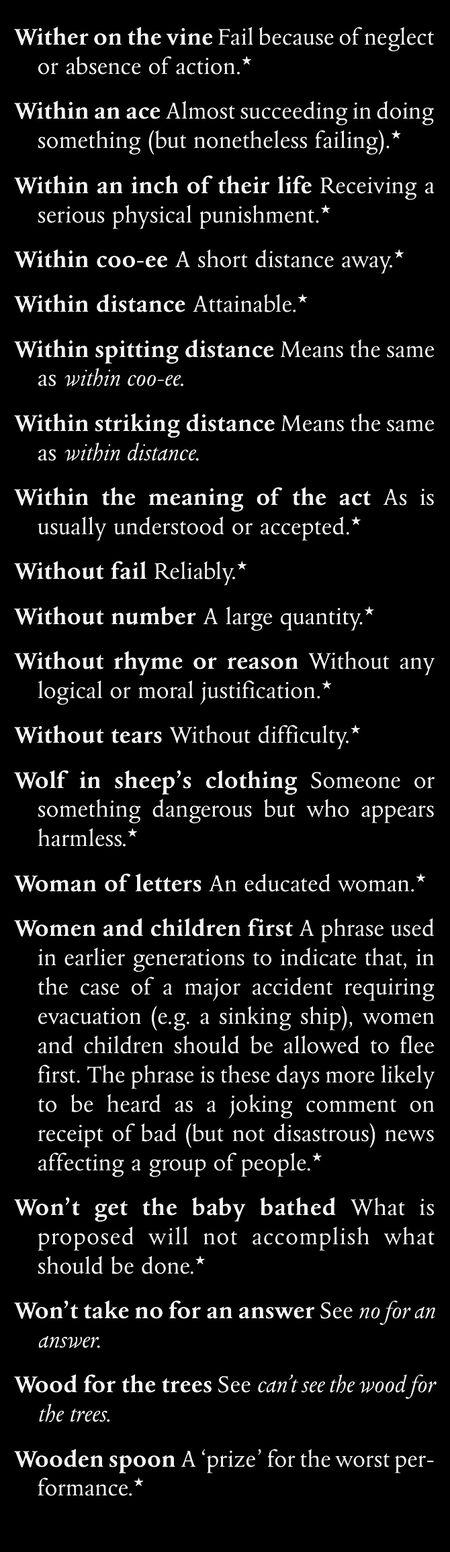 Wither on the vine Fail because of neglect
or absence of action.★
Within an ace Almost succeeding in doing
something (but nonetheless failing).★
Within an inch of their life Receiving a
serious physical punishment.★
Within coo-ee A short distance away.★
Within distance Attainable.★
Within spitting distance Means the same
as within coo-ee.
Within striking distance Means the same
as within distance.
Within the meaning of the act As is
usually understood or accepted.★
Without fail Reliably.★
Without number A large quantity.★
Without rhyme or reason Without any
logical or moral justification.★
Without tears Without difficulty.★
Wolf in sheep’s clothing Someone or
something dangerous but who appears
harmless.★
Woman of letters An educated woman.★
Women and children first A phrase used
in earlier generations to indicate that, in
the case of a major accident requiring
evacuation (e.g. a sinking ship), women
and children should be allowed to flee
first. The phrase is these days more likely
to be heard as a joking comment on
receipt of bad (but not disastrous) news
affecting a group of people.★
Won’t get the baby bathed What is
proposed will not accomplish what
should be done.★
Won’t take no for an answer See no for an
answer.
Wood for the trees See can’t see the wood for
the trees.
Wooden spoon A ‘prize’ for the worst per-
formance.★